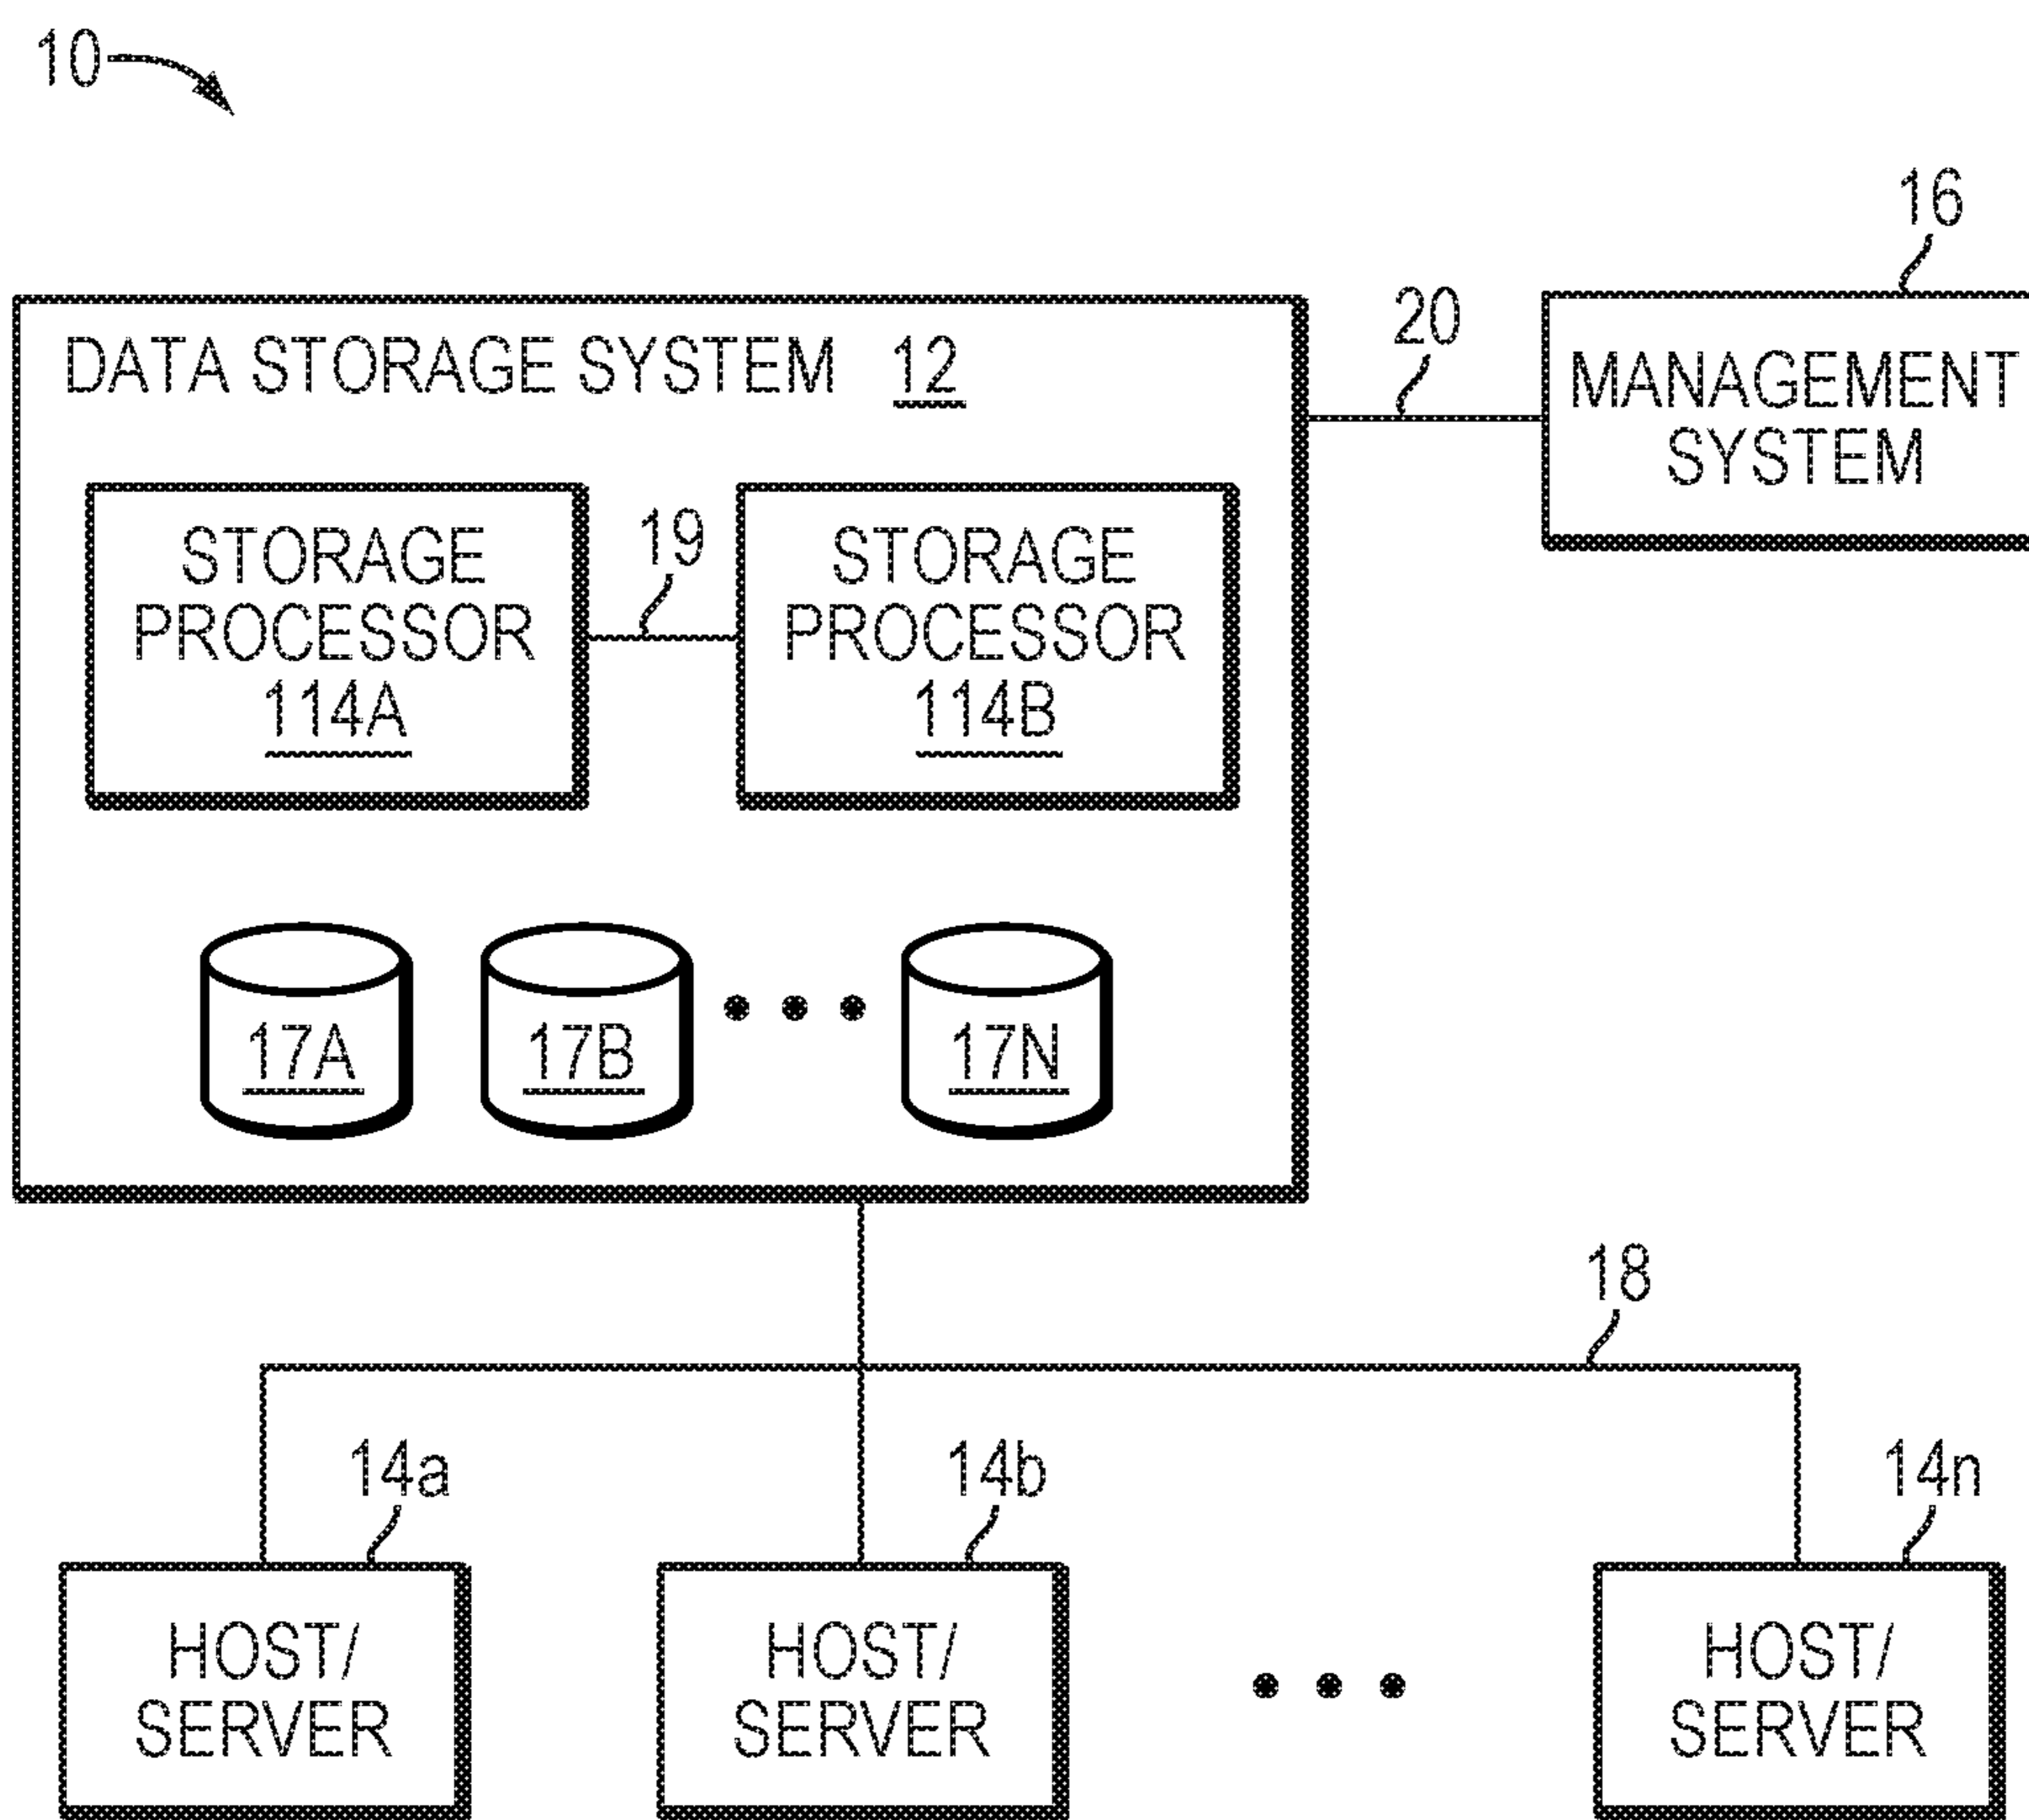 10
16
20
DATA STORAGE SYSTEM 12
MANAGEMENT
SYSTEM
19
STORAGE
PROCESSOR
114A
STORAGE
PROCESSOR
114B
17A
17B
17N
18
14a
14b
14n
HOST/
SERVER
HOST/
SERVER
HOST/
SERVER